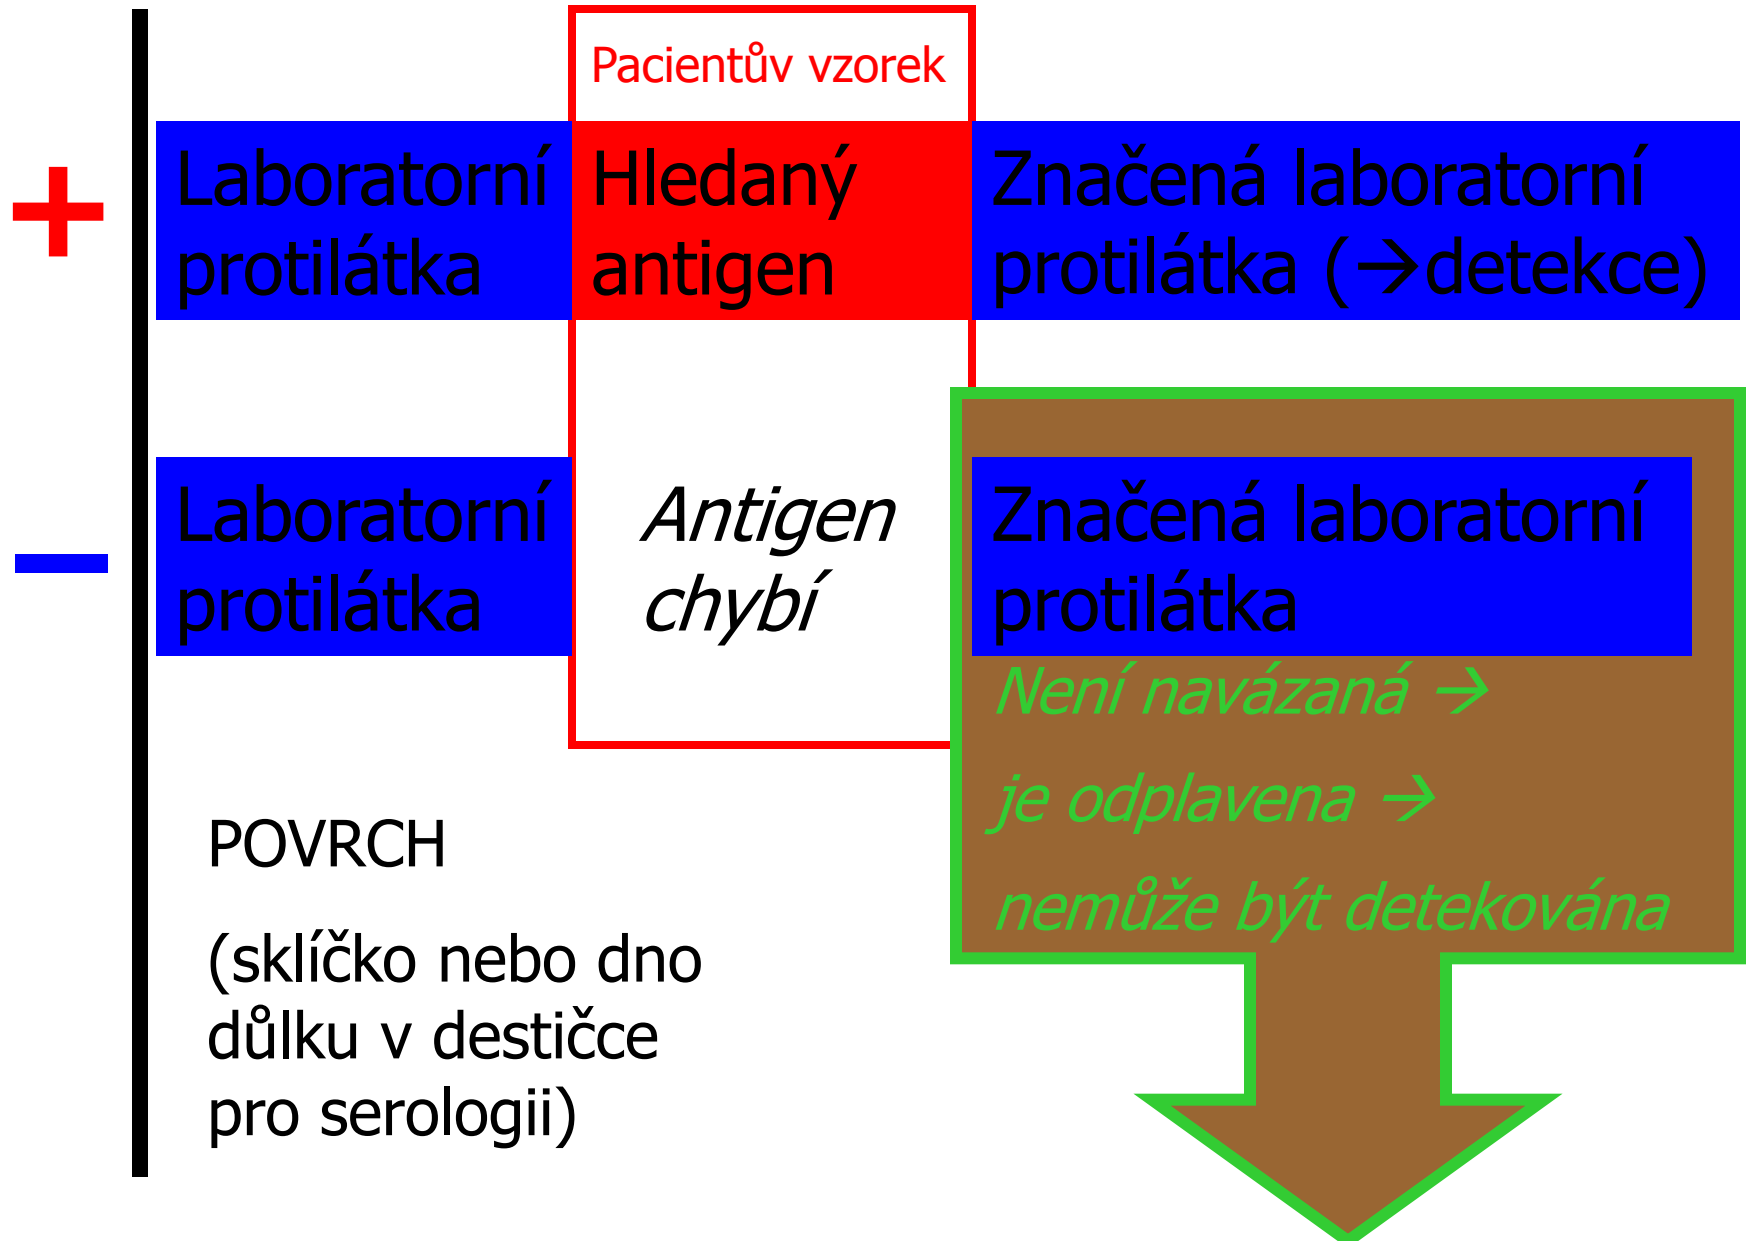 Pacientův vzorek
+
Laboratorní
protilátka
Hledaný
antigen
Značená laboratorní
protilátka (→detekce)
–
Laboratorní
protilátka
Antigen
chybí
Značená laboratorní
protilátka
Není navázaná →
je odplavena →
nemůže být detekována
POVRCH
(sklíčko nebo dno
důlku v destičce
pro serologii)